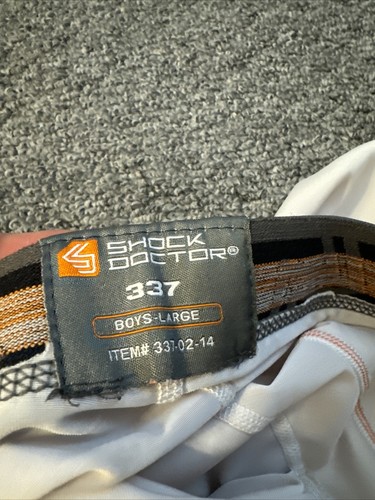 SHOCK
DOCTOR®
337
BOYS-LARGE
ITEM# 337-02-14